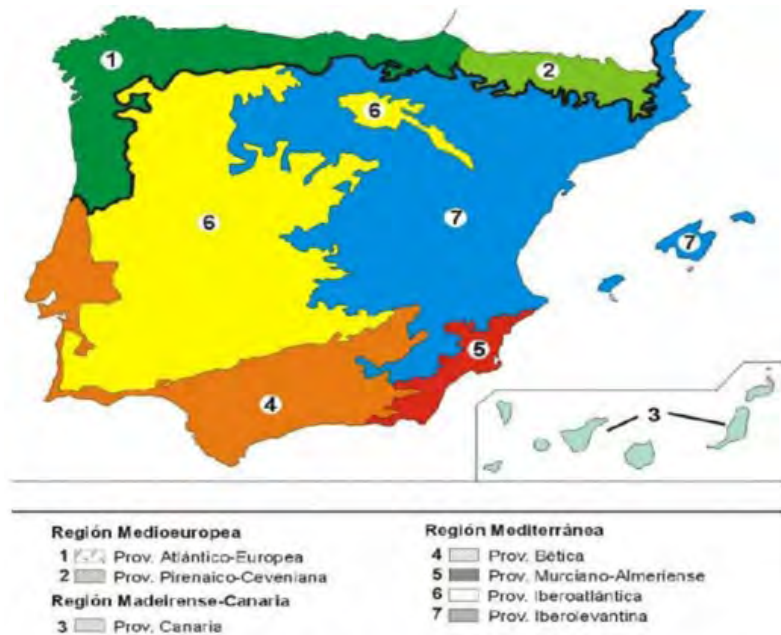 1
2
6
6
7
7
5
4
3
Región Medioeuropea
1 Prov. Atlántico-Europea
2 Prov. Pirenaico-Ceveniana
Región Madeirense-Canaria
3 Prov. Canaria
Región Mediterránea
4 Prov. Bética
5 Prov. Murciano-Almeriense
6 Prov. Iberoatlántica
7 Prov. Iberolevantina